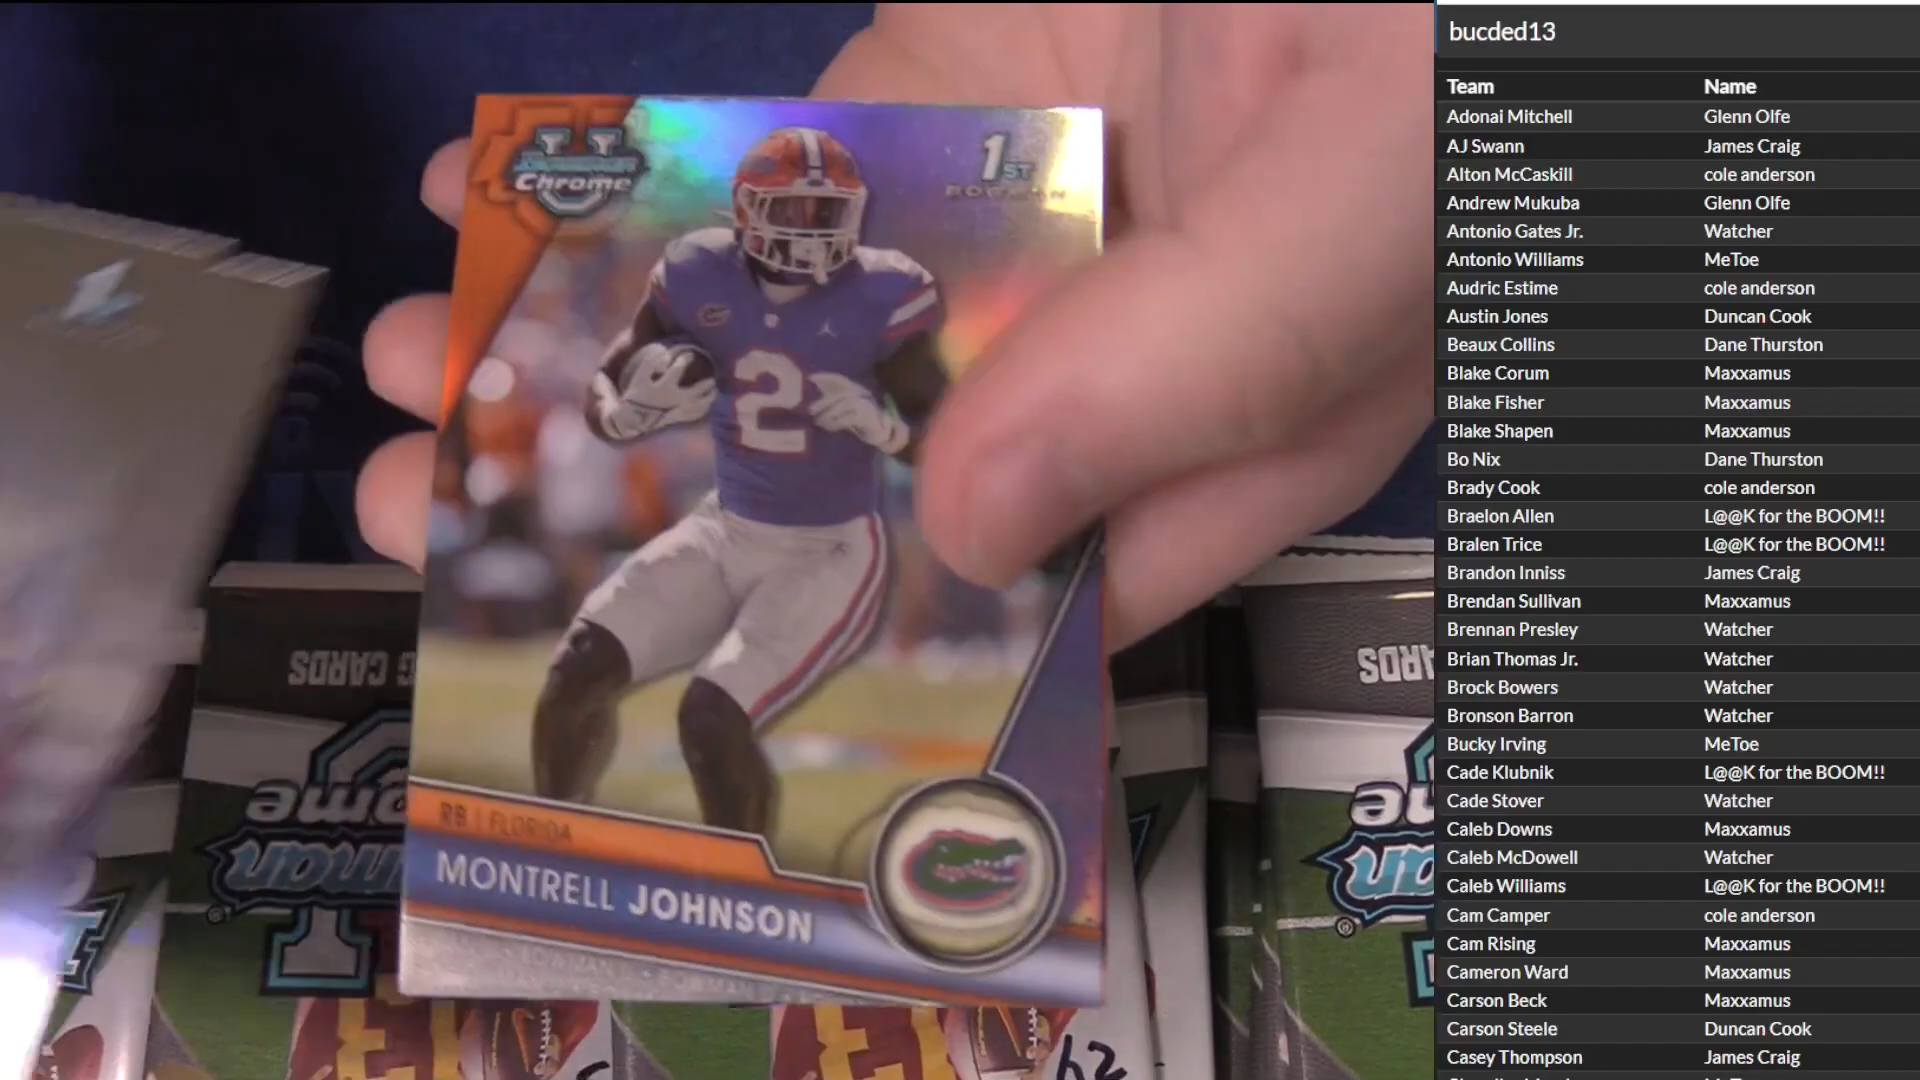 bucded13
Team Name
Adonai Mitchell Glenn Olfe
AJ Swann James Craig
Alton McCaskill cole anderson
Andrew Mukuba Glenn Olfe
Antonio Gates Jr. Watcher
Antonio Williams MeToe
Audric Estime cole anderson
Austin Jones Duncan Cook
Beaux Collins Dane Thurston
Blake Corum Maxxamus
Blake Fisher Maxxamus
Blake Shapen Maxxamus
Bo Nix Dane Thurston
Brady Cook cole anderson
Braelon Allen L@@K for the BOOM!!
Bralen Trice L@@K for the BOOM!!
Brandon Inniss James Craig
Brendan Sullivan Maxxamus
Brennan Presley Watcher
Brian Thomas Jr. Watcher
Brock Bowers Watcher
Bronson Barron Watcher
Bucky Irving MeToe
Cade Klubnik L@@K for the BOOM!!
Cade Stover Watcher
Caleb Downs Maxxamus
Caleb McDowell Watcher
Caleb Williams L@@K for the BOOM!!
Cam Camper cole anderson
Cam Rising Maxxamus
Cameron Ward Maxxamus
Carson Beck Maxxamus
Carson Steele Duncan Cook
Casey Thompson James Craig
U
BOWMAN
Chrome
1ST
BOWMAN
2
RB | FLORIDA
MONTRELL JOHNSON
G CARDS
CARDS
62